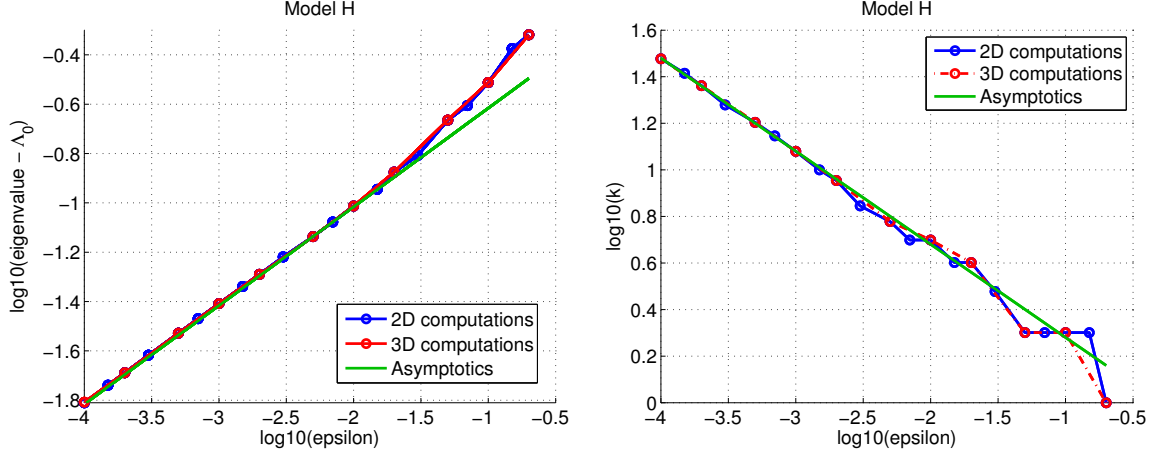 Model H
log10(eigenvalue − Λ0)
−0.4
−0.6
−0.8
−1
−1.2
−1.4
−1.6
−1.8
2D computations
3D computations
Asymptotics
−4 −3.5 −3 −2.5 −2 −1.5 −1 −0.5
log10(epsilon)
Model H
log10(k)
1.6
1.4
1.2
1
0.8
0.6
0.4
0.2
0
2D computations
3D computations
Asymptotics
−4 −3.5 −3 −2.5 −2 −1.5 −1 −0.5
log10(epsilon)